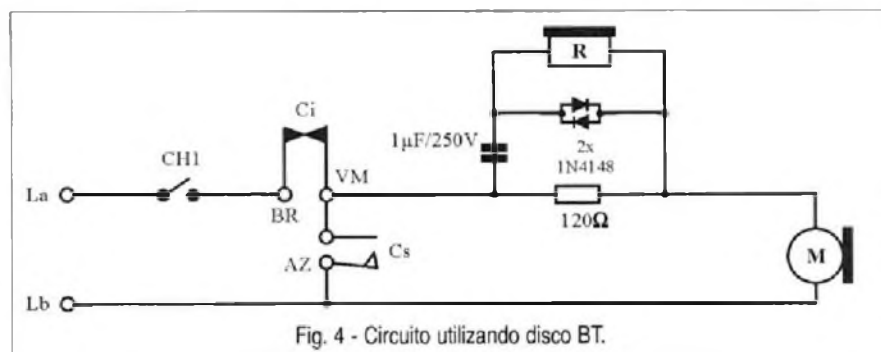 R
Ci
1µF/250V
2x
1N4148
CH1
VM
La
BR
120Ω
AZ
Cs
M
Lb
Fig. 4 - Circuito utilizando disco BT.